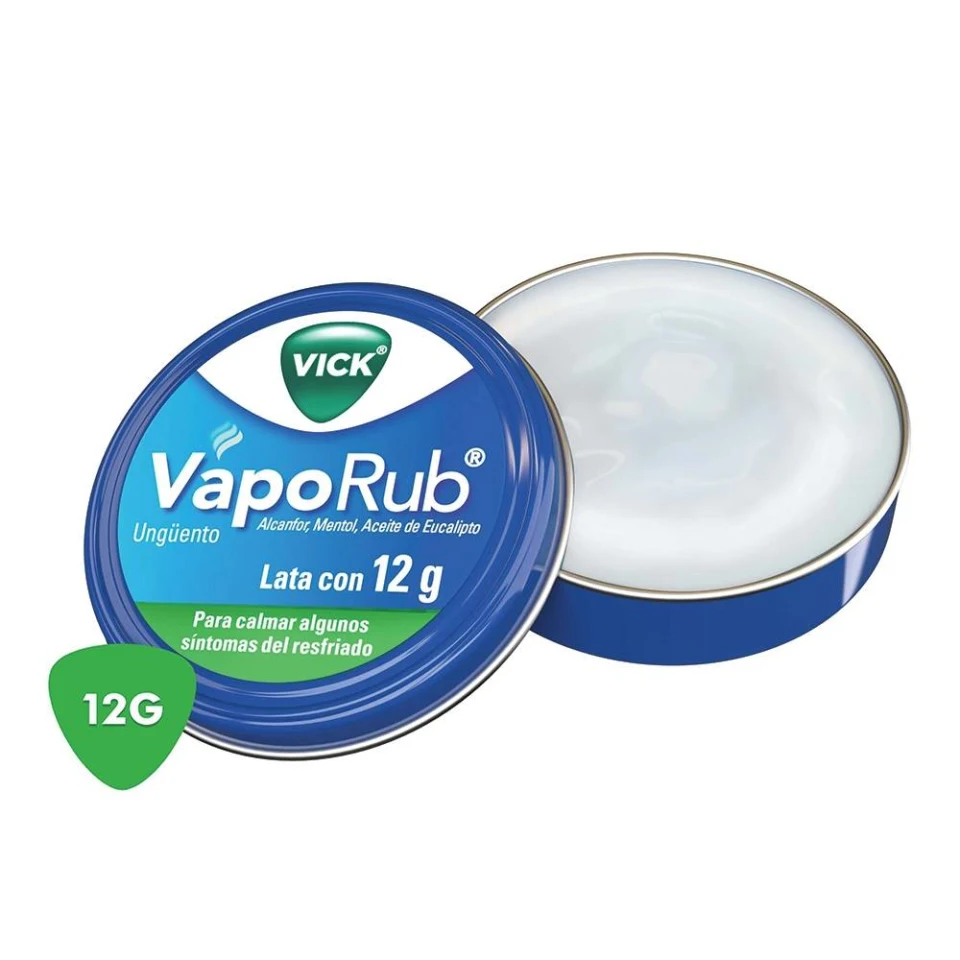 VICK®
VapoRub®
Alcanfor, Mentol, Aceite de Eucalipto
Ungüento
Lata con 12 g
Para calmar algunos
síntomas del resfriado
12G